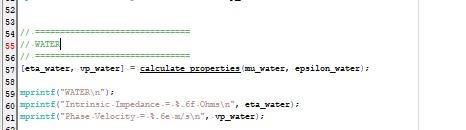 52
53
54 // ================================
55 // WATER
56 // ================================
57 [eta_water, vp_water] = calculate_properties(mu_water, epsilon_water);
58
59 mprintf("WATER\n");
60 mprintf("Intrinsic Impedance = %.6f Ohms\n", eta_water);
61 mprintf("Phase Velocity = %.6e m/s\n", vp_water);